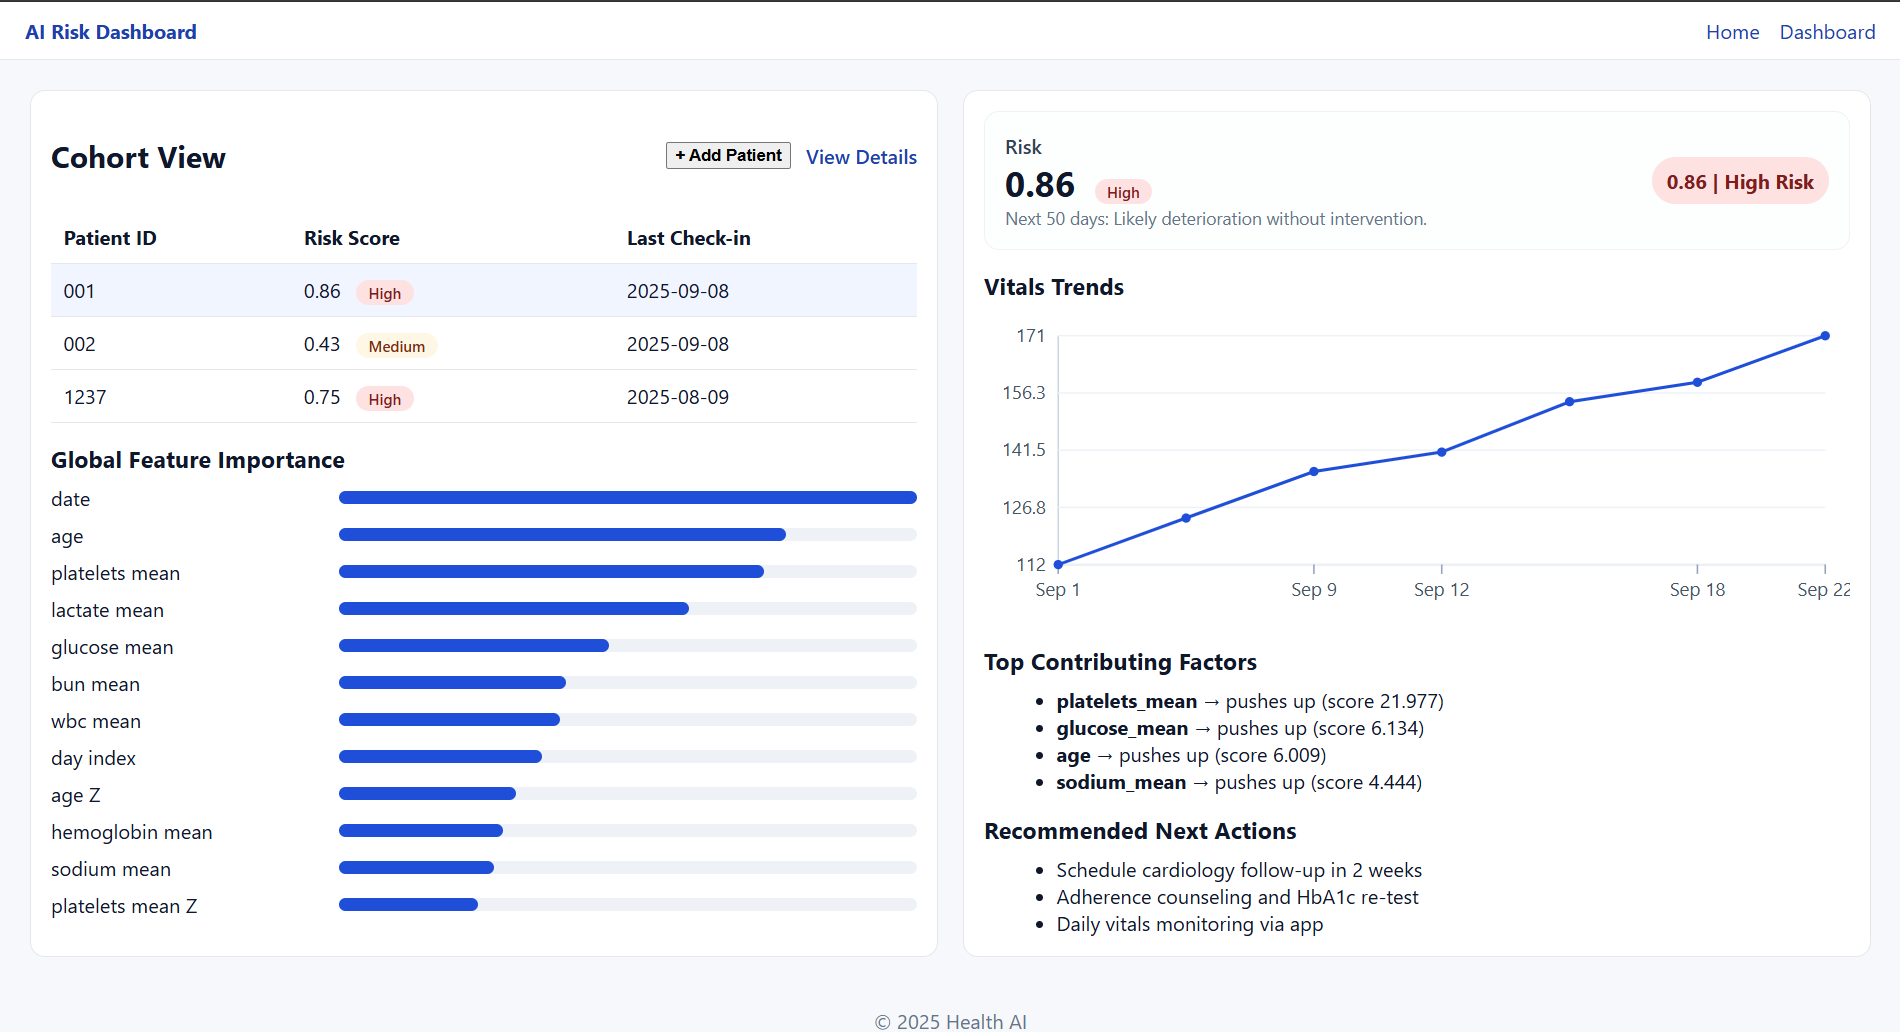 AI Risk Dashboard
Home Dashboard
Cohort View
+ Add Patient View Details
Patient ID Risk Score Last Check-in
001 0.86 High 2025-09-08
002 0.43 Medium 2025-09-08
1237 0.75 High 2025-08-09
Global Feature Importance
date
age
platelets mean
lactate mean
glucose mean
bun mean
wbc mean
day index
age Z
hemoglobin mean
sodium mean
platelets mean Z
Risk
0.86 High
Next 50 days: Likely deterioration without intervention.
0.86 | High Risk
Vitals Trends
171
156.3
141.5
126.8
112
Sep 1 Sep 9 Sep 12 Sep 18 Sep 22
Top Contributing Factors
• platelets_mean → pushes up (score 21.977)
• glucose_mean → pushes up (score 6.134)
• age → pushes up (score 6.009)
• sodium_mean → pushes up (score 4.444)
Recommended Next Actions
• Schedule cardiology follow-up in 2 weeks
• Adherence counseling and HbA1c re-test
• Daily vitals monitoring via app
© 2025 Health AI